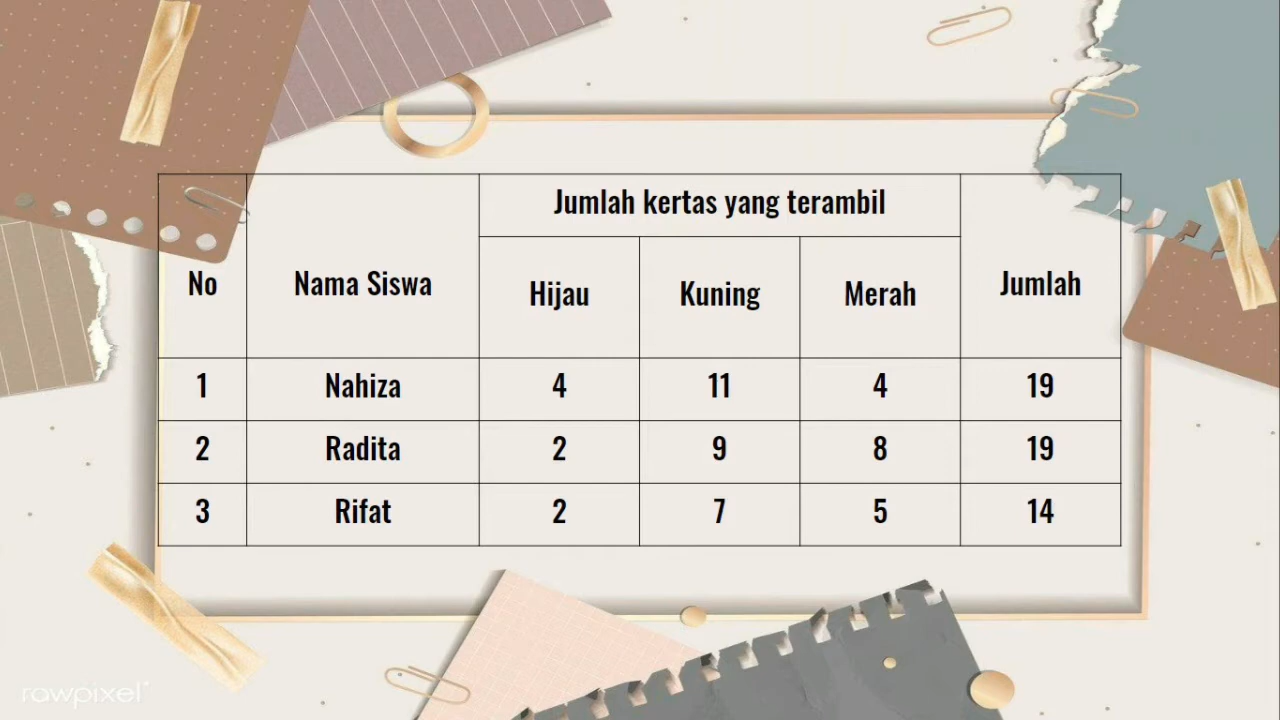 Jumlah kertas yang terambil
No Nama Siswa Hijau Kuning Merah Jumlah
1 Nahiza 4 11 4 19
2 Radita 2 9 8 19
3 Rifat 2 7 5 14
rawpixel